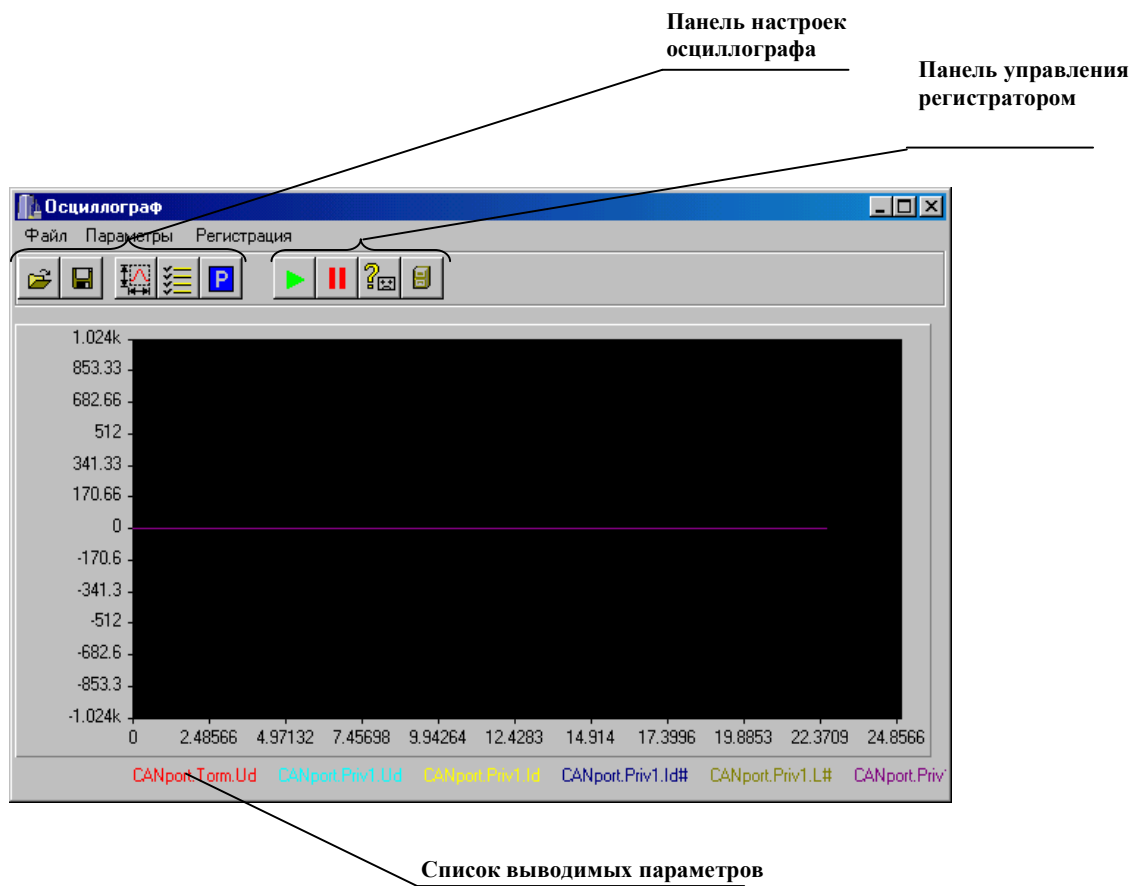 Панель настроек
осциллографа
Панель управления
регистратором
Осциллограф
Файл Параметры Регистрация
P
?
1.024k
853.33
682.66
512
341.33
170.66
0
-170.6
-341.3
-512
-682.6
-853.3
-1.024k
0 2.48566 4.97132 7.45698 9.94264 12.4283 14.914 17.3996 19.8853 22.3709 24.8566
CANport.Torm.Ud CANport.Priv1.Ud CANport.Priv1.Id CANport.Priv1.Id# CANport.Priv1.L# CANport.Priv
Список выводимых параметров